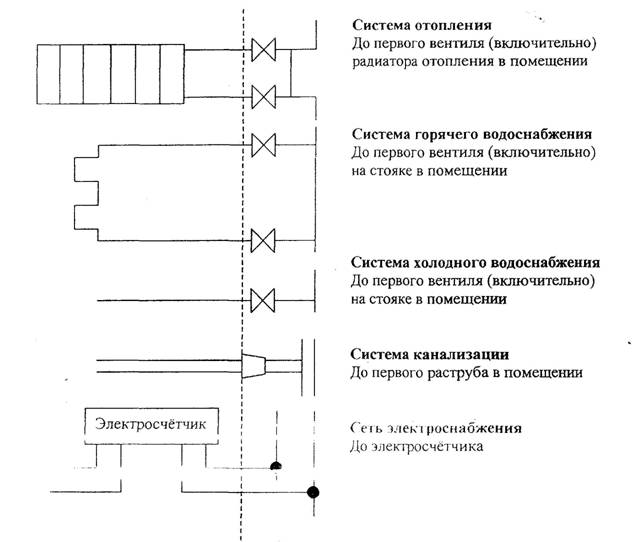 Система отопления
До первого вентиля (включительно)
радиатора отопления в помещении
Система горячего водоснабжения
До первого вентиля (включительно)
на стояке в помещении
Система холодного водоснабжения
До первого вентиля (включительно)
на стояке в помещении
Система канализации
До первого раструба в помещении
Электросчётчик
Сеть электроснабжения
До электросчётчика